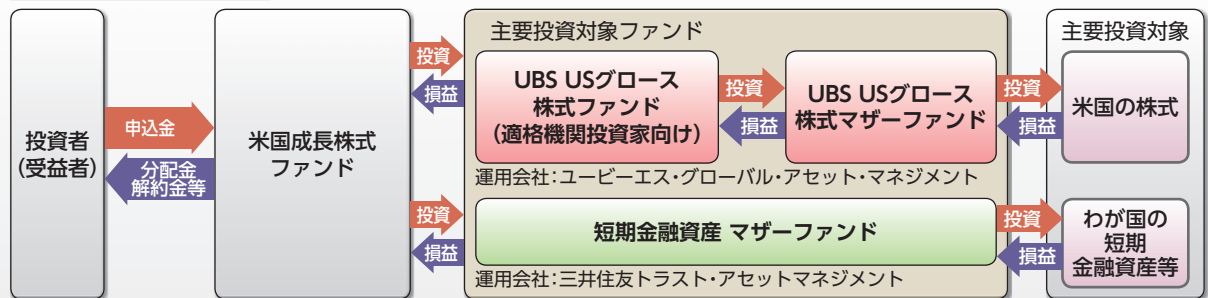 投資者
(受益者)
申込金
分配金
解約金等
米国成長株式
ファンド
投資
損益
投資
損益
主要投資対象ファンド
UBS USグロース
株式ファンド
(適格機関投資家向け)
投資
損益
UBS USグロース
株式マザーファンド
運用会社:ユービーエス・グローバル・アセット・マネジメント
短期金融資産 マザーファンド
運用会社:三井住友トラスト・アセットマネジメント
投資
損益
投資
損益
主要投資対象
米国の株式
わが国の
短期
金融資産等